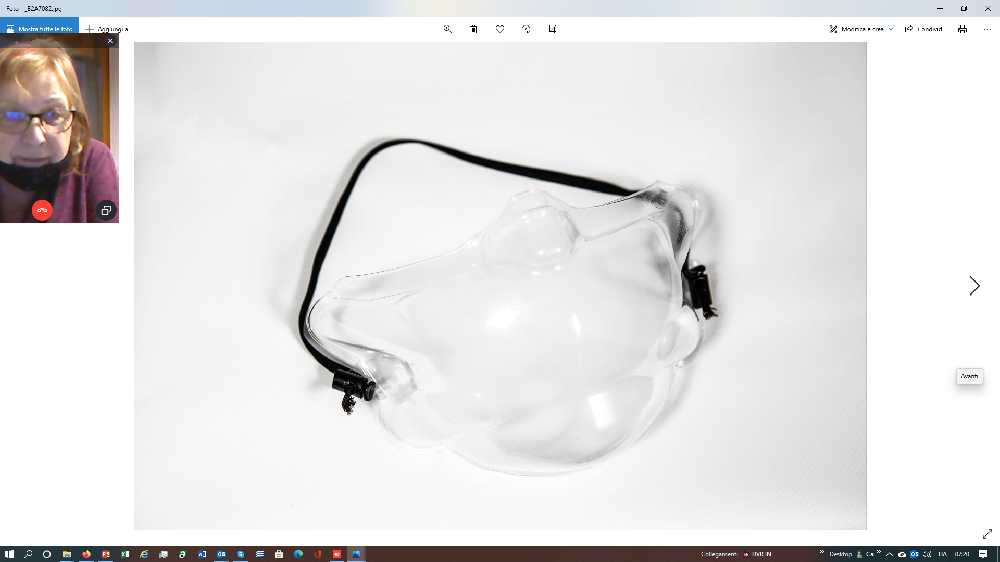 Foto - _B2A7082.jpg
Mostra tutte le foto
Aggiungi a
Modifica e crea
Condividi
Avanti
Collegamenti
DVR IN
Desktop
Car
ITA
07:20